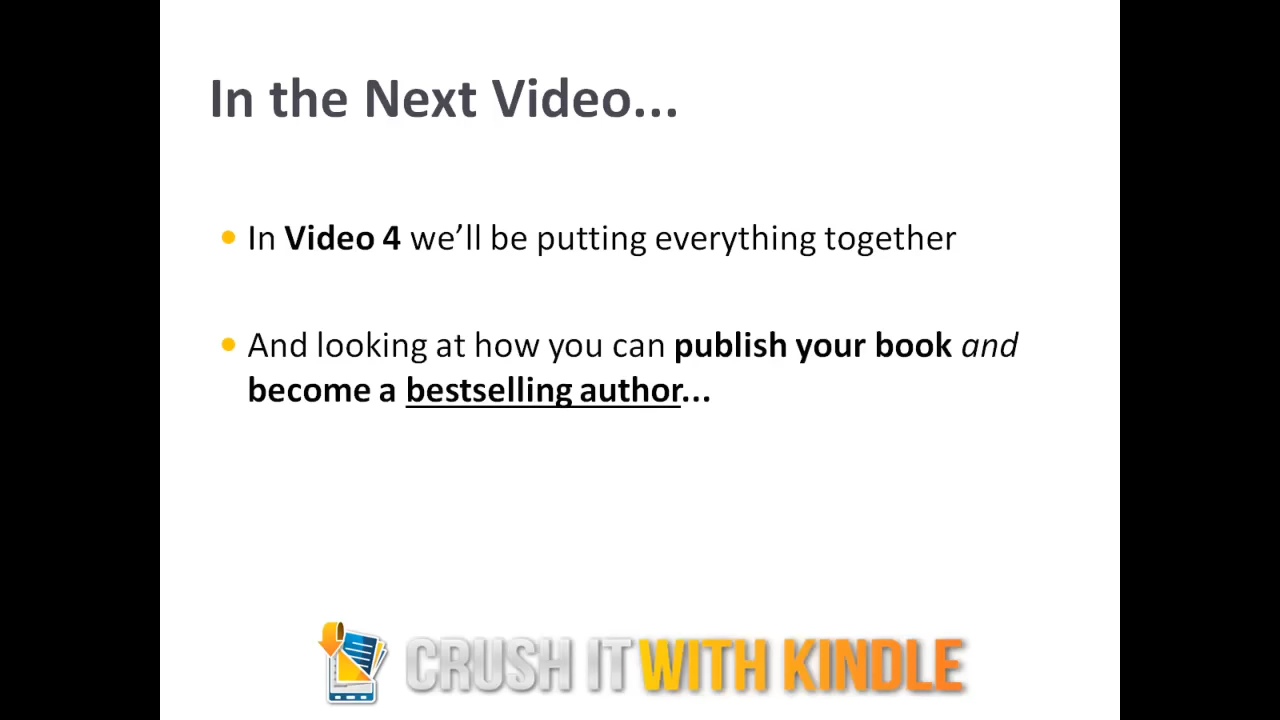 In the Next Video...
In Video 4 we’ll be putting everything together
And looking at how you can publish your book and
become a bestselling author...
CRUSH IT WITH KINDLE